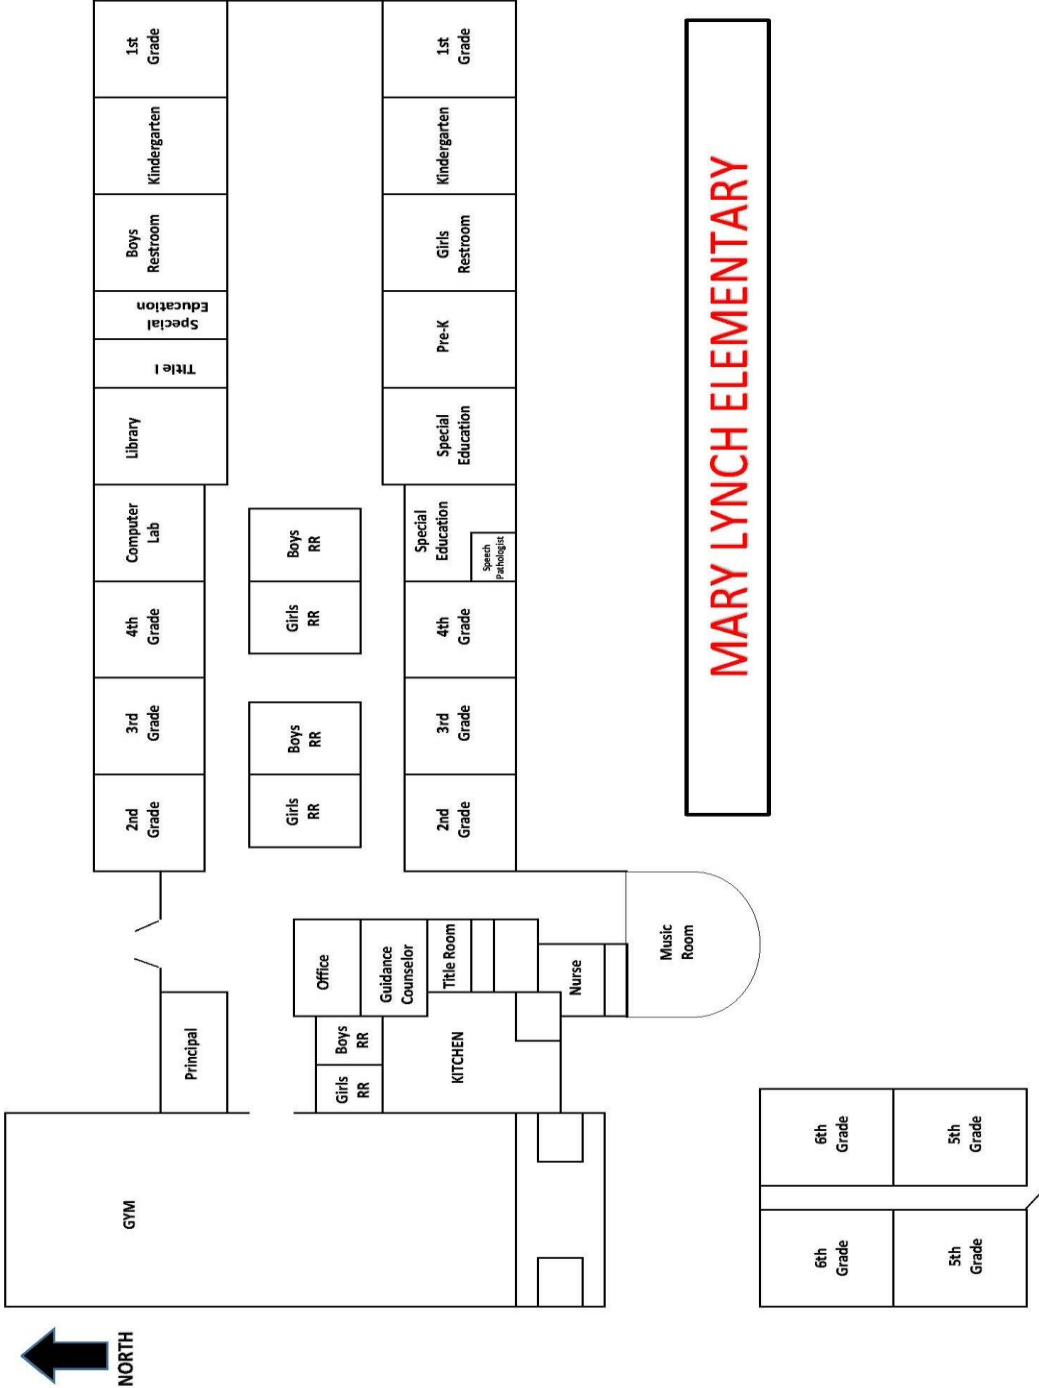 1st
Grade
1st
Grade
Kindergarten
Kindergarten
Boys
Restroom
Girls
Restroom
Special
Education
Title I
Pre-K
Library
Special
Education
Computer
Lab
Boys
RR
Special
Education
Speech
Pathologist
4th
Grade
Girls
RR
4th
Grade
3rd
Grade
Boys
RR
3rd
Grade
2nd
Grade
Girls
RR
2nd
Grade
MARY LYNCH ELEMENTARY
Office
Guidance
Counselor
Title Room
Nurse
Music
Room
Principal
Boys
RR
Girls
RR
KITCHEN
GYM
6th
Grade
5th
Grade
6th
Grade
5th
Grade
NORTH